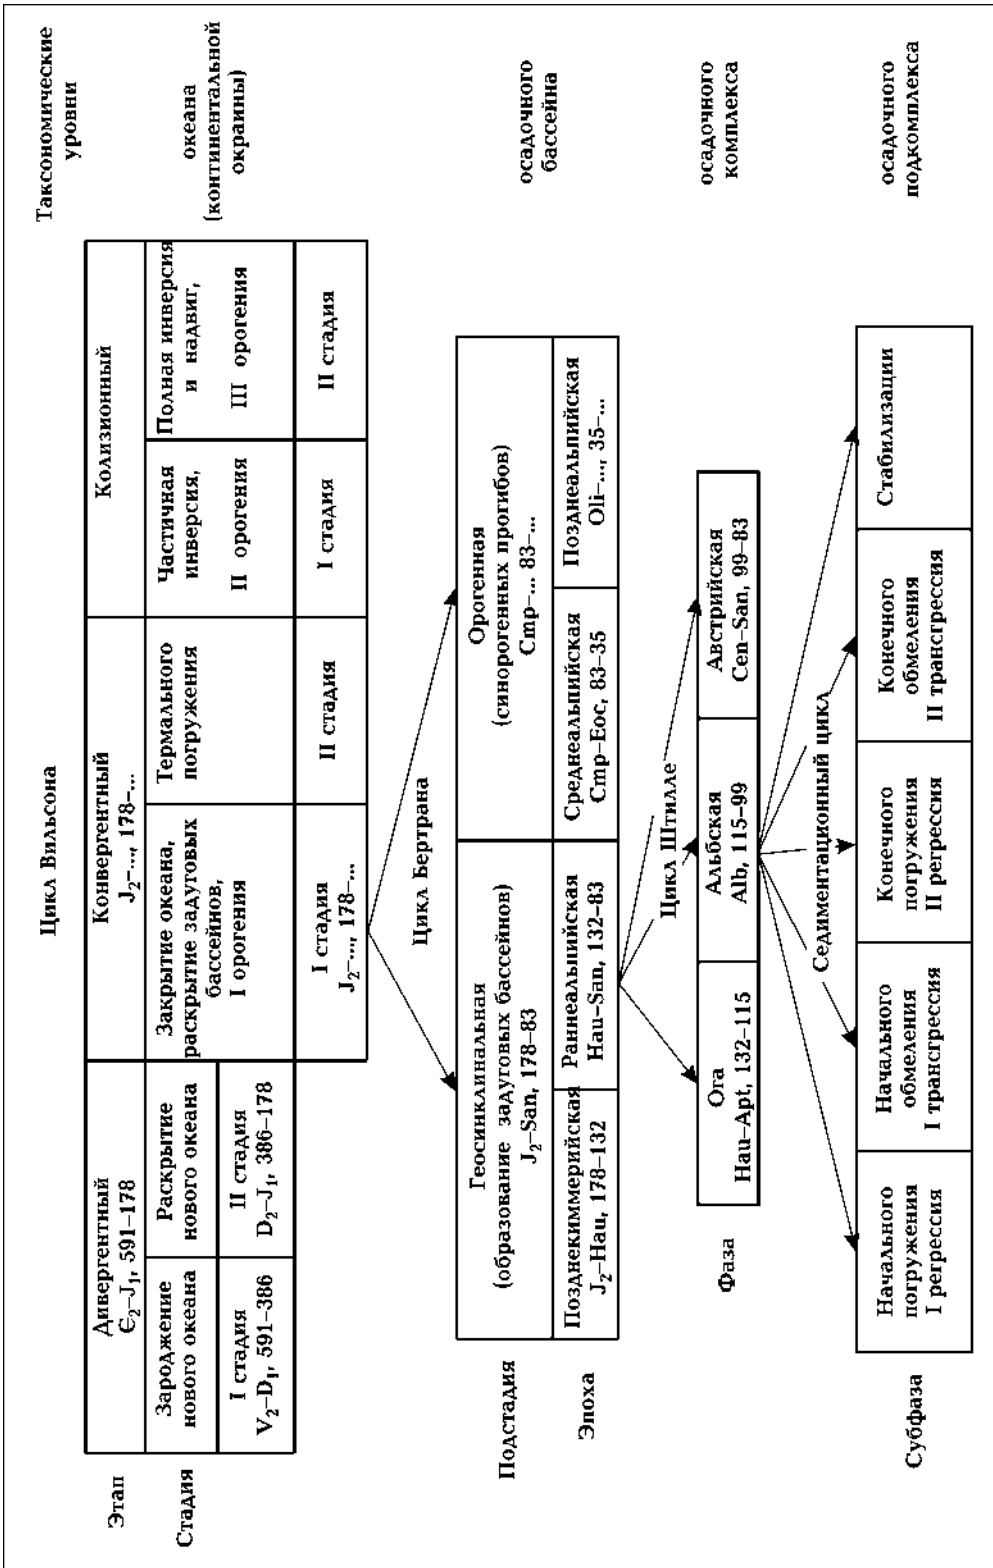 Таксономические
уровни
Цикл Вильсона
Этап
Дивергентный
Є₂–J₁, 591–178
Конвергентный
J₂–..., 178–...
Колизионный
океана
(континентальной
окраины)
Стадия
Зароджение
нового океана
Раскрытие
нового океана
Закрытие океана,
раскрытие задуговых
бассейнов,
I орогения
Термального
погружения
Частичная
инверсия,
II орогения
Полная инверсия
и надвиг,
III орогения
I стадия
V₂–D₁, 591–386
II стадия
D₂–J₁, 386–178
I стадия
J₂–..., 178–...
II стадия
I стадия
II стадия
Цикл Бертрана
осадочного
бассейна
Подстадия
Геосинклинальная
(образование задуговых бассейнов)
J₂–San, 178–83
Орогенная
(синорогенных прогибов)
Cmp–... 83–...
Эпоха
Позднекиммерийская
J₂–Hau, 178–132
Раннеальпийская
Hau–San, 132–83
Среднеальпийская
Cmp–Eoc, 83–35
Позднеальпийская
Oli–..., 35–...
Цикл Штилле
осадочного
комплекса
Фаза
Ога
Hau–Apt, 132–115
Альбская
Alb, 115–99
Австрийская
Cen–San, 99–83
Седиментационный цикл
осадочного
подкомплекса
Субфаза
Начального
погружения
I регрессия
Начального
обмеления
I трансгрессия
Конечного
погружения
II регрессия
Конечного
обмеления
II трансгрессия
Стабилизации